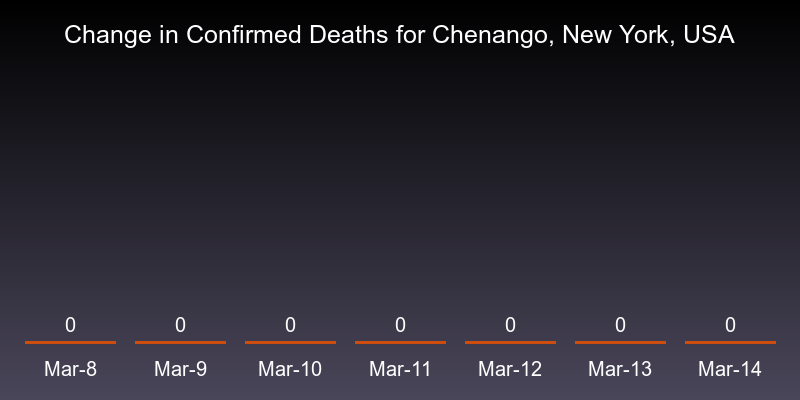 Change in Confirmed Deaths for Chenango, New York, USA
0 0 0 0 0 0 0
Mar-8 Mar-9 Mar-10 Mar-11 Mar-12 Mar-13 Mar-14